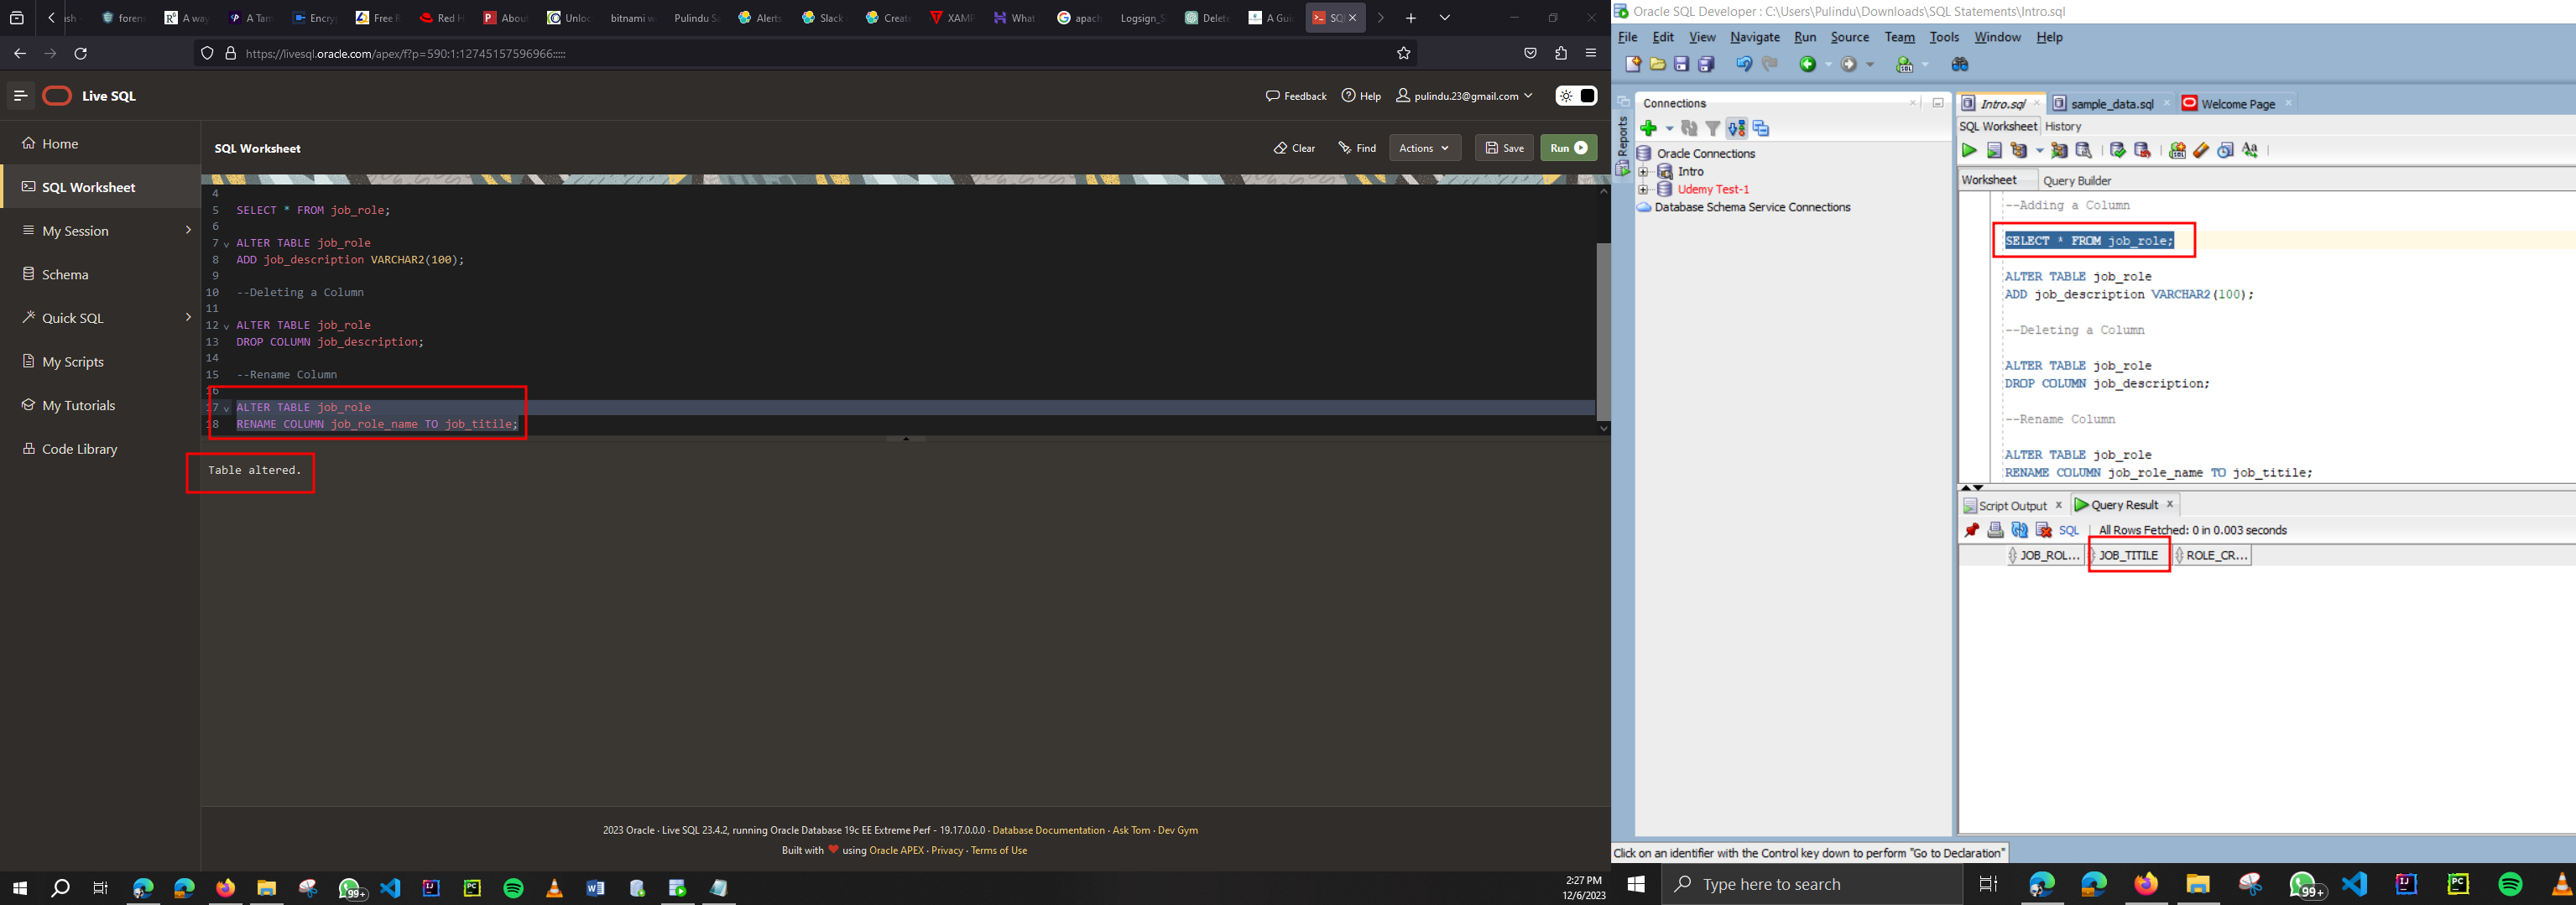 forens
A way
A Tam
Encry
Free R
Red H
About
Unloc
bitnami w
Pulindu Sa
Alerts
Slack
Create
XAMP
What
apach
Logsign_S
Delete
A Gui
SQL
https://livesql.oracle.com/apex/f?p=590:1:12745157596966:::::
Live SQL
Feedback
Help
pulindu.23@gmail.com
Home
SQL Worksheet
My Session
Schema
Quick SQL
My Scripts
My Tutorials
Code Library
SQL Worksheet
Clear
Find
Actions
Save
Run
4
5 SELECT * FROM job_role;
6
7 ALTER TABLE job_role
8 ADD job_description VARCHAR2(100);
9
10 --Deleting a Column
11
12 ALTER TABLE job_role
13 DROP COLUMN job_description;
14
15 --Rename Column
16
17 ALTER TABLE job_role
18 RENAME COLUMN job_role_name TO job_titile;
Table altered.
2023 Oracle · Live SQL 23.4.2, running Oracle Database 19c EE Extreme Perf - 19.17.0.0.0 · Database Documentation · Ask Tom · Dev Gym
Built with ❤ using Oracle APEX · Privacy · Terms of Use
99+
2:27 PM
12/6/2023
Oracle SQL Developer : C:\Users\Pulindu\Downloads\SQL Statements\Intro.sql
File Edit View Navigate Run Source Team Tools Window Help
Reports
Connections
Oracle Connections
Intro
Udemy Test-1
Database Schema Service Connections
Intro.sql
sample_data.sql
Welcome Page
SQL Worksheet History
Worksheet Query Builder
--Adding a Column
SELECT * FROM job_role;
ALTER TABLE job_role
ADD job_description VARCHAR2(100);
--Deleting a Column
ALTER TABLE job_role
DROP COLUMN job_description;
--Rename Column
ALTER TABLE job_role
RENAME COLUMN job_role_name TO job_titile;
Script Output x Query Result x
SQL | All Rows Fetched: 0 in 0.003 seconds
JOB_ROL... JOB_TITILE ROLE_CR...
Click on an identifier with the Control key down to perform "Go to Declaration"
Type here to search
99+